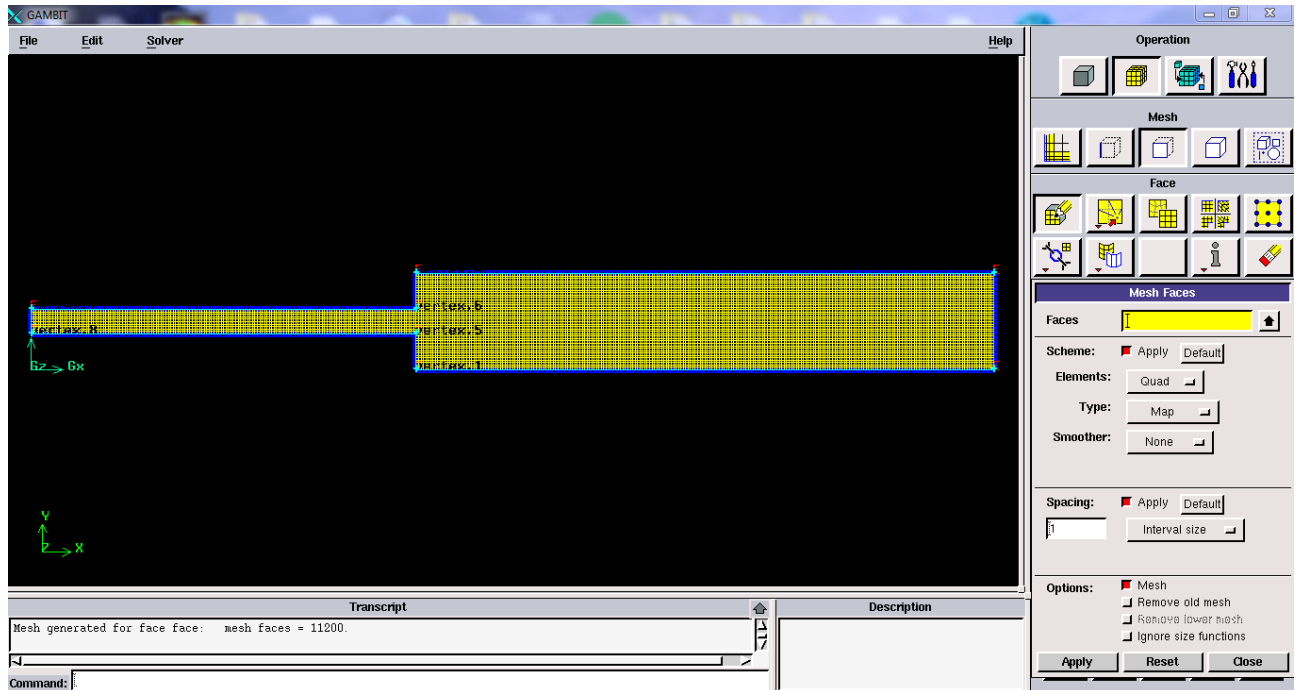 GAMBIT
File Edit Solver Help
Operation
Mesh
Face
vertex.6
vertex.8
vertex.5
vertex.1
Gz Gx
Y
Z X
Mesh Faces
Faces
Scheme: Apply Default
Elements: Quad
Type: Map
Smoother: None
Spacing: Apply Default
1 Interval size
Options: Mesh
Remove old mesh
Remove lower mesh
Ignore size functions
Apply Reset Close
Transcript Description
Mesh generated for face face: mesh faces = 11200.
Command: